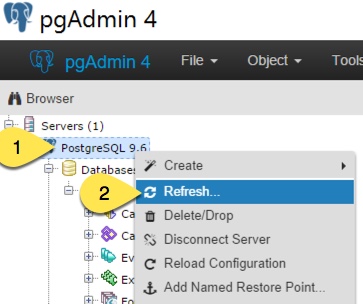 pgAdmin 4
pgAdmin 4 File Object Tools
Browser
Servers (1)
1 PostgreSQL 9.6
Databases Create
2 Refresh...
Delete/Drop
Disconnect Server
Reload Configuration
Add Named Restore Point...